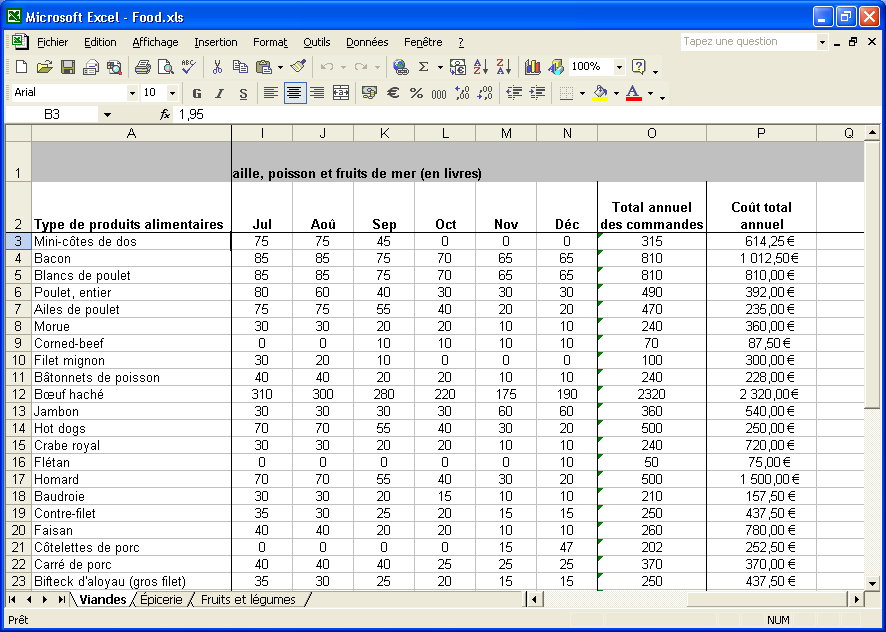 Microsoft Excel - Food.xls
Fichier Edition Affichage Insertion Format Outils Données Fenêtre ? Tapez une question
100%
Arial 10 G I S € % 000
B3 fx 1,95
A I J K L M N O P Q
1 aille, poisson et fruits de mer (en livres)
Total annuel Coût total
2 Type de produits alimentaires Jul Aoû Sep Oct Nov Déc des commandes annuel
3 Mini-côtes de dos 75 75 45 0 0 0 315 614,25 €
4 Bacon 85 85 75 70 65 65 810 1 012,50 €
5 Blancs de poulet 85 85 75 70 65 65 810 810,00 €
6 Poulet, entier 80 60 40 30 30 30 490 392,00 €
7 Ailes de poulet 75 75 55 40 20 20 470 235,00 €
8 Morue 30 30 20 20 10 10 240 360,00 €
9 Corned-beef 0 0 10 10 10 10 70 87,50 €
10 Filet mignon 30 20 10 0 0 0 100 300,00 €
11 Bâtonnets de poisson 40 40 20 20 10 10 240 228,00 €
12 Bœuf haché 310 300 280 220 175 190 2320 2 320,00 €
13 Jambon 30 30 30 30 60 60 360 540,00 €
14 Hot dogs 70 70 55 40 30 20 500 250,00 €
15 Crabe royal 30 30 20 20 10 10 240 720,00 €
16 Flétan 0 0 0 0 0 10 50 75,00 €
17 Homard 70 70 55 40 30 20 500 1 500,00 €
18 Baudroie 30 30 20 15 10 10 210 157,50 €
19 Contre-filet 35 30 25 20 15 15 250 437,50 €
20 Faisan 40 40 20 20 10 10 260 780,00 €
21 Côtelettes de porc 0 0 0 0 15 47 202 252,50 €
22 Carré de porc 40 40 40 25 25 25 370 370,00 €
23 Bifteck d'aloyau (gros filet) 35 30 25 20 15 15 250 437,50 €
Viandes Épicerie Fruits et légumes
Prêt NUM